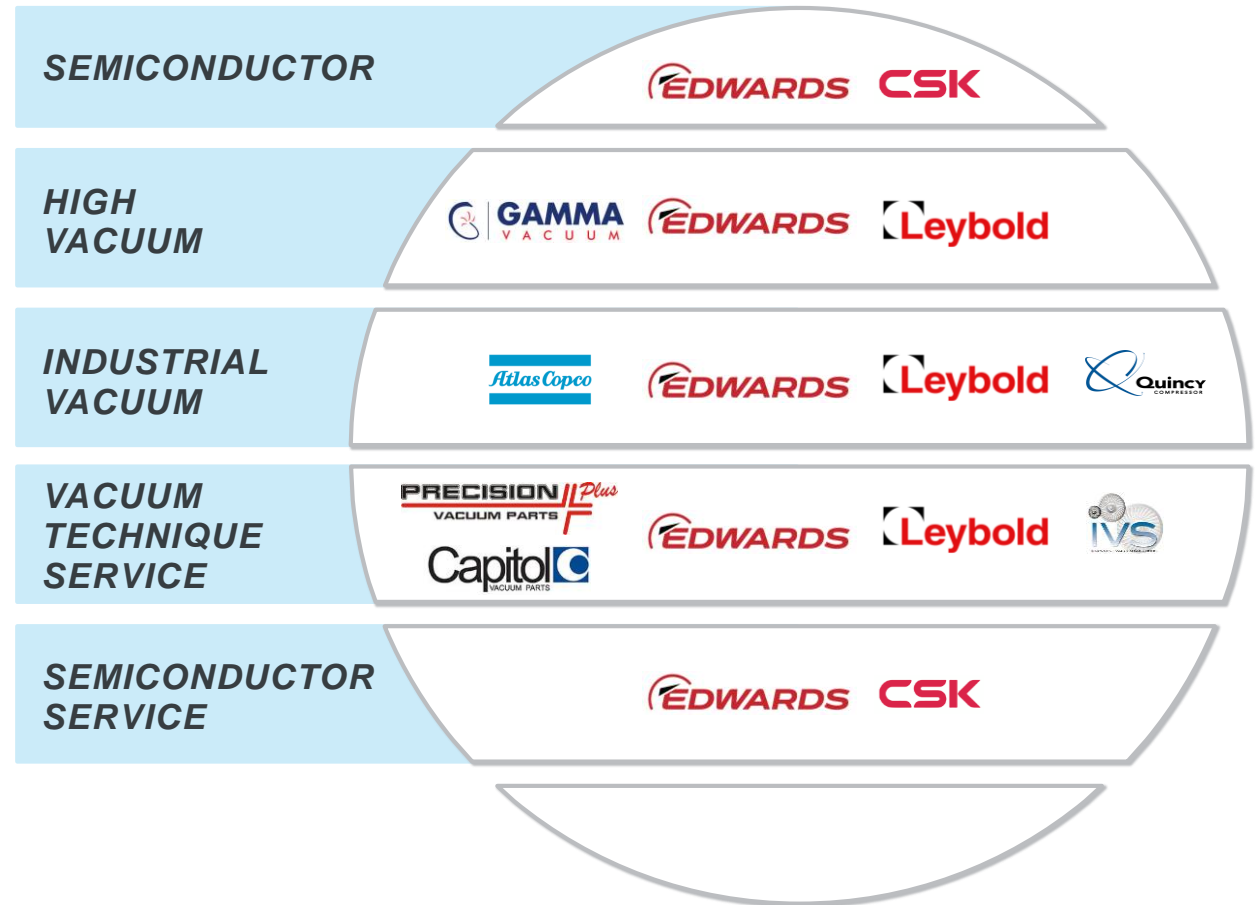 SEMICONDUCTOR
EDWARDS CSK
HIGH
VACUUM
GAMMA
VACUUM
EDWARDS Leybold
INDUSTRIAL
VACUUM
Atlas Copco EDWARDS Leybold Quincy
COMPRESSOR
VACUUM
TECHNIQUE
SERVICE
PRECISION Plus
VACUUM PARTS
Capitol
VACUUM PARTS
EDWARDS Leybold IVS
SEMICONDUCTOR
SERVICE
EDWARDS CSK